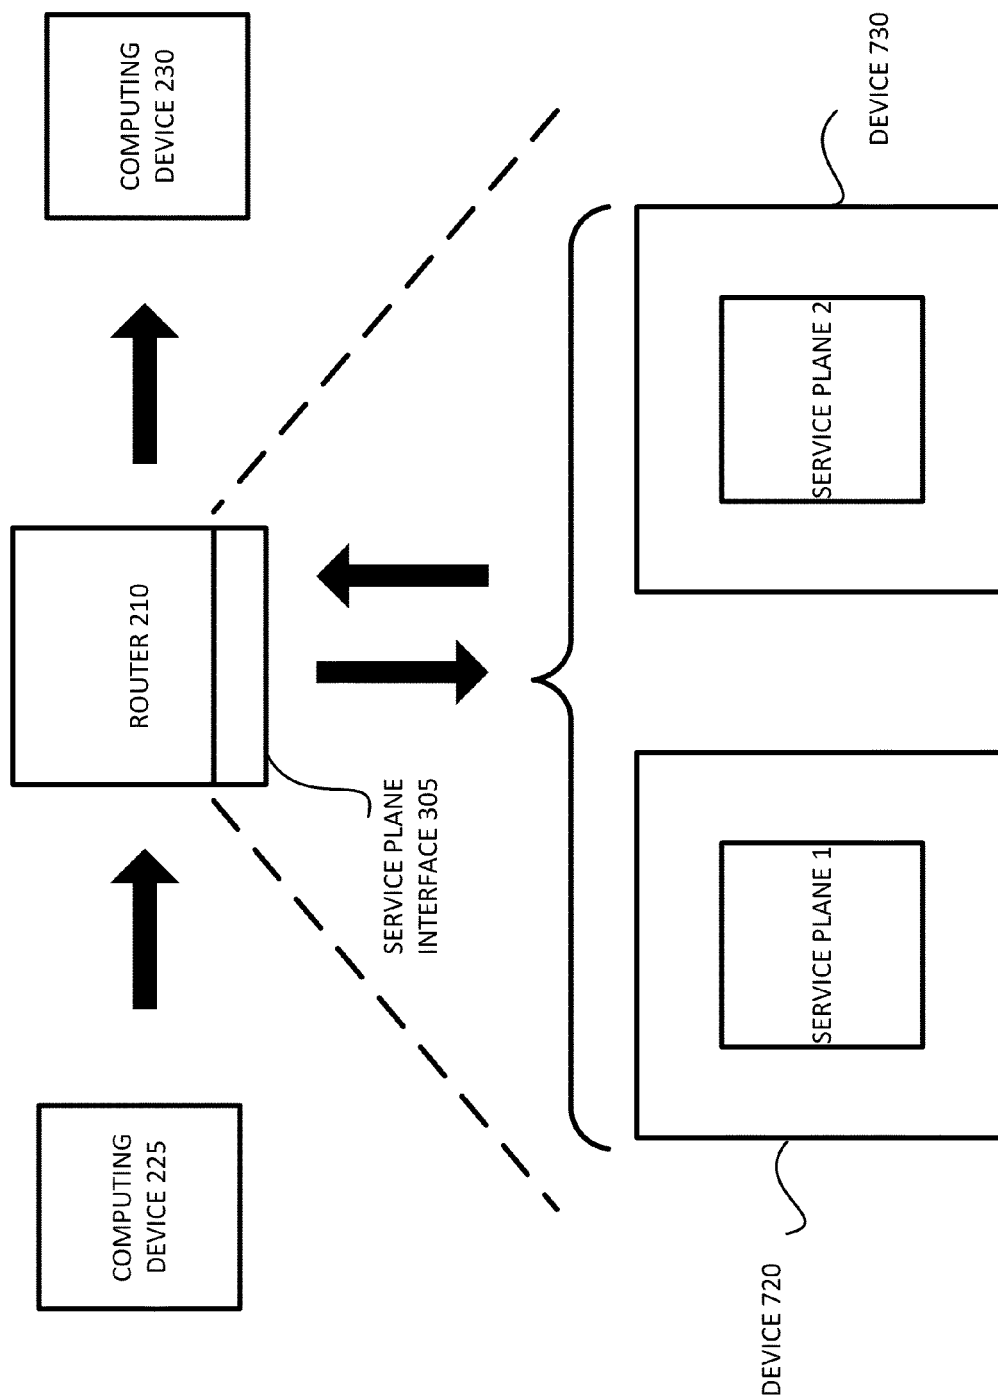 COMPUTING
DEVICE 225
ROUTER 210
COMPUTING
DEVICE 230
SERVICE PLANE
INTERFACE 305
DEVICE 720
SERVICE PLANE 1
SERVICE PLANE 2
DEVICE 730